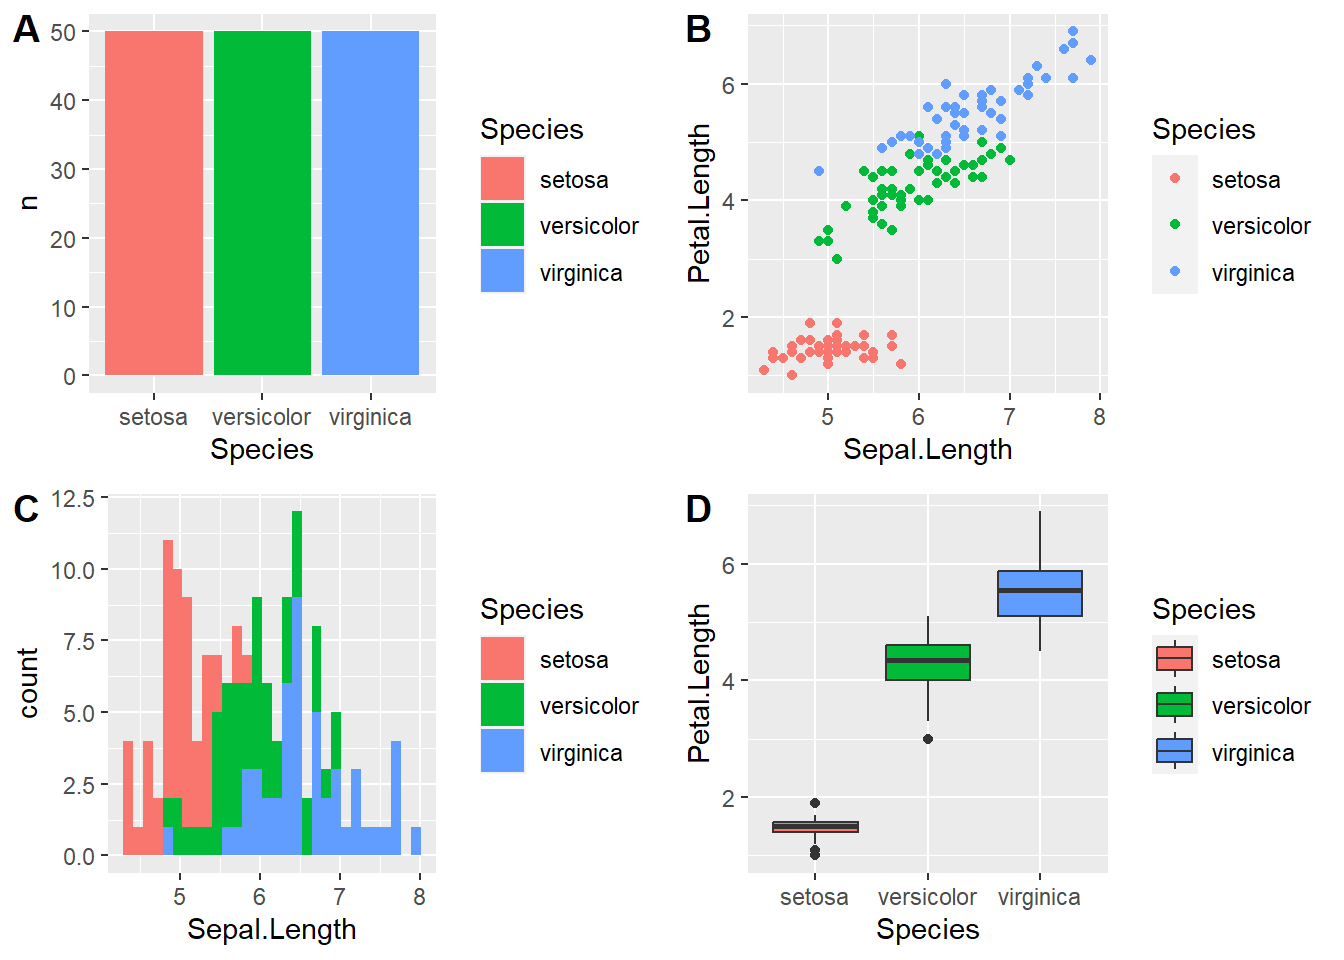 A
n
50
40
30
20
10
0
setosa versicolor virginica
Species
Species
setosa
versicolor
virginica
B
Petal.Length
6
4
2
5 6 7 8
Sepal.Length
Species
setosa
versicolor
virginica
C
count
12.5
10.0
7.5
5.0
2.5
0.0
5 6 7 8
Sepal.Length
Species
setosa
versicolor
virginica
D
Petal.Length
6
4
2
setosa versicolor virginica
Species
Species
setosa
versicolor
virginica